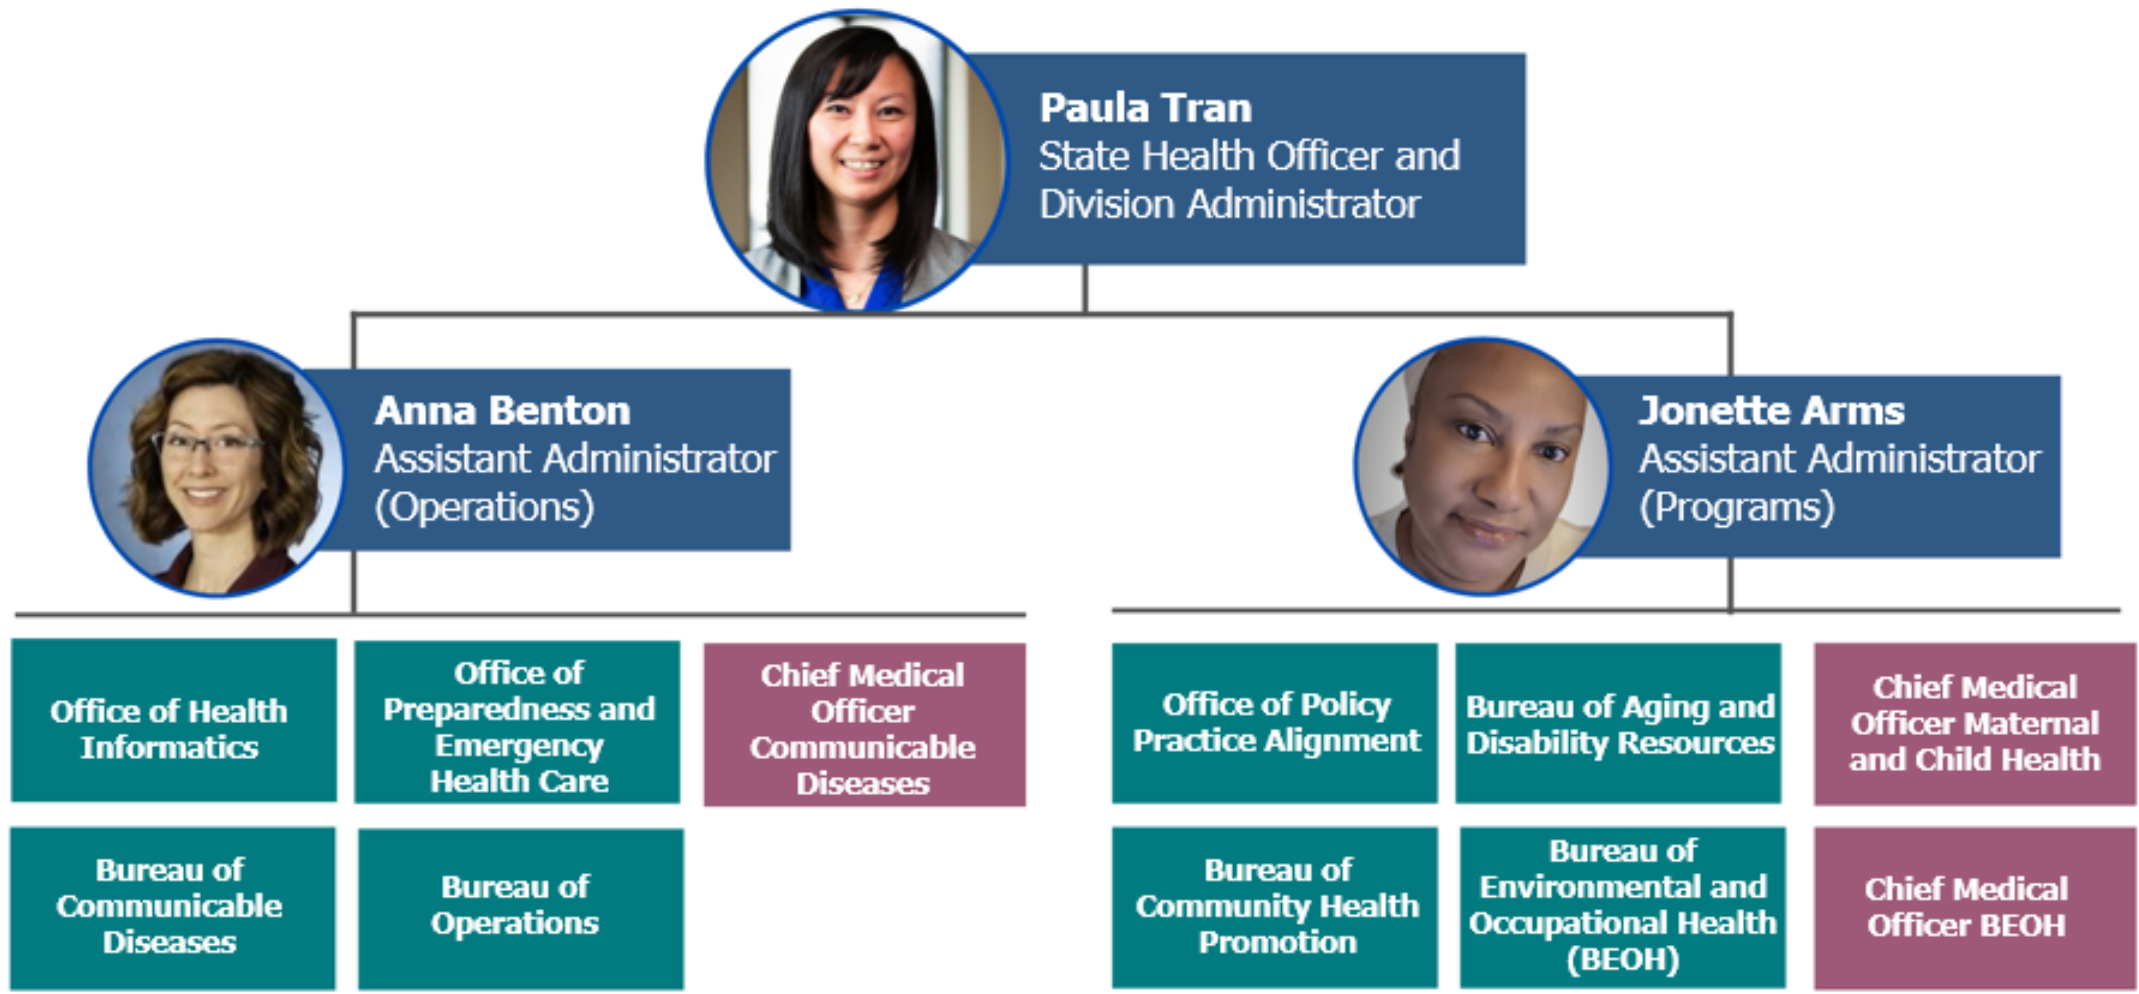 Paula Tran
State Health Officer and
Division Administrator
Anna Benton
Assistant Administrator
(Operations)
Jonette Arms
Assistant Administrator
(Programs)
Office of Health
Informatics
Office of
Preparedness and
Emergency
Health Care
Chief Medical
Officer
Communicable
Diseases
Bureau of
Communicable
Diseases
Bureau of
Operations
Office of Policy
Practice Alignment
Bureau of Aging and
Disability Resources
Chief Medical
Officer Maternal
and Child Health
Bureau of
Community Health
Promotion
Bureau of
Environmental and
Occupational Health
(BEOH)
Chief Medical
Officer BEOH